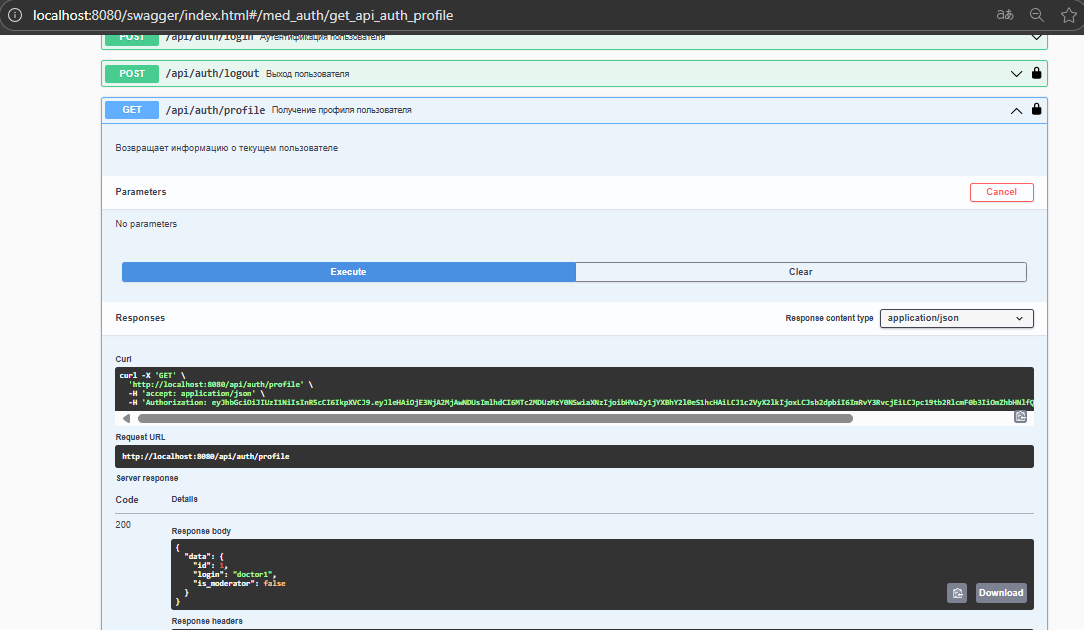 localhost:8080/swagger/index.html#/med_auth/get_api_auth_profile
POST /api/auth/login Аутентификация пользователя
POST /api/auth/logout Выход пользователя
GET /api/auth/profile Получение профиля пользователя
Возвращает информацию о текущем пользователе
Parameters
Cancel
No parameters
Execute
Clear
Responses
Response content type
application/json
Curl
curl -X 'GET' \
'http://localhost:8080/api/auth/profile' \
-H 'accept: application/json' \
-H 'Authorization:
Request URL
http://localhost:8080/api/auth/profile
Server response
Code
Details
200
Response body
{
"data": {
"id": 1,
"login": "doctor1",
"is_moderator": false
}
}
Download
Response headers